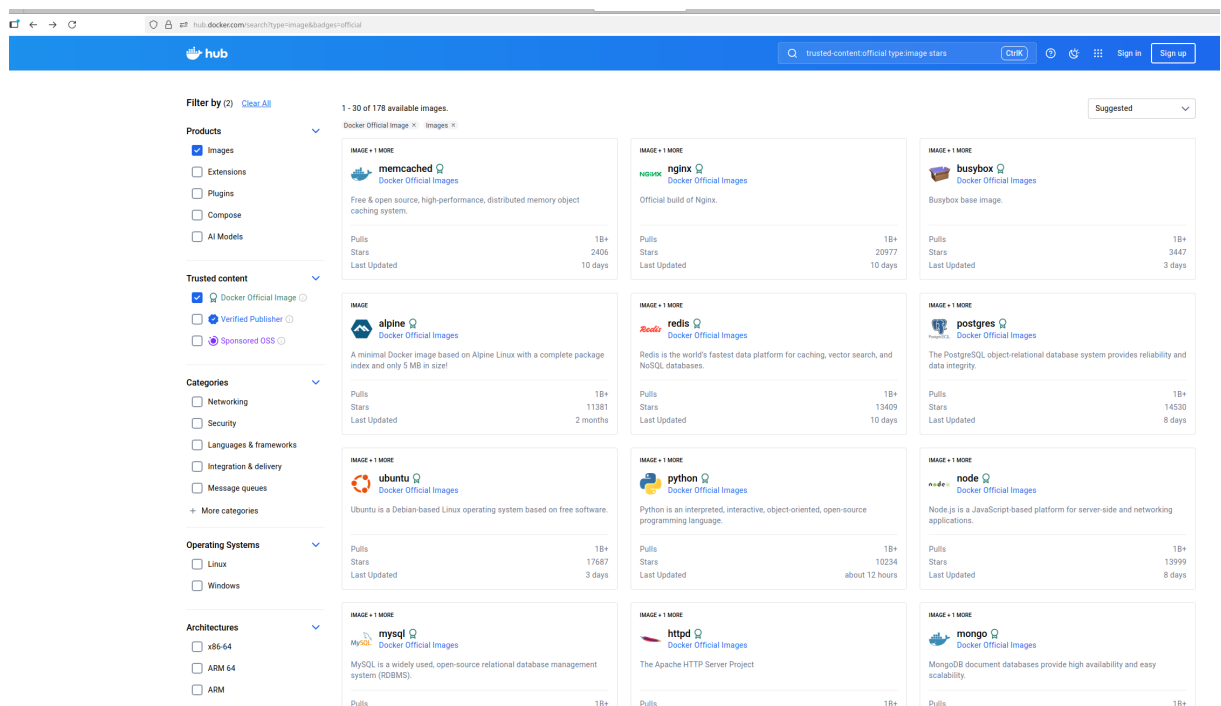 hub.docker.com/search?type=image&badges=official
hub
trusted-content:official type:image stars
CtrlK
Sign in
Sign up
Filter by (2) Clear All
Products
Images
Extensions
Plugins
Compose
AI Models
Trusted content
Docker Official Image
Verified Publisher
Sponsored OSS
Categories
Networking
Security
Languages & frameworks
Integration & delivery
Message queues
+ More categories
Operating Systems
Linux
Windows
Architectures
x86-64
ARM 64
ARM
1 - 30 of 178 available images.
Suggested
Docker Official Image × Images ×
IMAGE + 1 MORE
memcached
Docker Official Images
Free & open source, high-performance, distributed memory object
caching system.
Pulls 1B+
Stars 2406
Last Updated 10 days
IMAGE + 1 MORE
NGINX
nginx
Docker Official Images
Official build of Nginx.
Pulls 1B+
Stars 20977
Last Updated 10 days
IMAGE + 1 MORE
busybox
Docker Official Images
Busybox base image.
Pulls 1B+
Stars 3447
Last Updated 3 days
IMAGE
alpine
Docker Official Images
A minimal Docker image based on Alpine Linux with a complete package
index and only 5 MB in size!
Pulls 1B+
Stars 11381
Last Updated 2 months
IMAGE + 1 MORE
Redis
redis
Docker Official Images
Redis is the world's fastest data platform for caching, vector search, and
NoSQL databases.
Pulls 1B+
Stars 13409
Last Updated 10 days
IMAGE + 1 MORE
PostgreSQL
postgres
Docker Official Images
The PostgreSQL object-relational database system provides reliability and
data integrity.
Pulls 1B+
Stars 14530
Last Updated 8 days
IMAGE + 1 MORE
ubuntu
Docker Official Images
Ubuntu is a Debian-based Linux operating system based on free software.
Pulls 1B+
Stars 17687
Last Updated 3 days
IMAGE + 1 MORE
python
Docker Official Images
Python is an interpreted, interactive, object-oriented, open-source
programming language.
Pulls 1B+
Stars 10234
Last Updated about 12 hours
IMAGE + 1 MORE
node
node
Docker Official Images
Node.js is a JavaScript-based platform for server-side and networking
applications.
Pulls 1B+
Stars 13999
Last Updated 8 days
IMAGE + 1 MORE
MySQL
mysql
Docker Official Images
MySQL is a widely used, open-source relational database management
system (RDBMS).
Pulls 1B+
IMAGE + 1 MORE
httpd
Docker Official Images
The Apache HTTP Server Project
Pulls 1B+
IMAGE + 1 MORE
mongo
Docker Official Images
MongoDB document databases provide high availability and easy
scalability.
Pulls 1B+